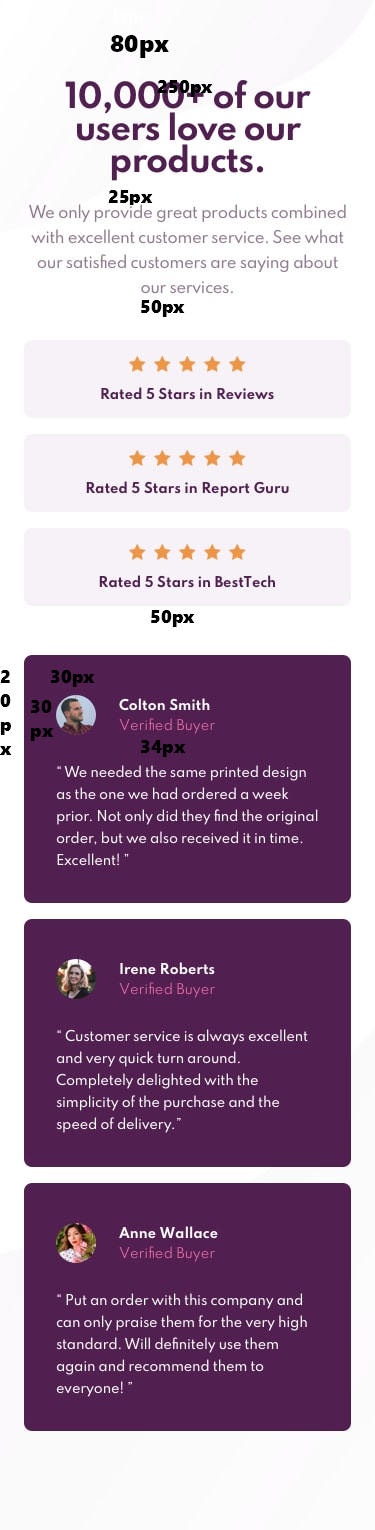 80px
250px
10,000+ of our
users love our
products.
25px
We only provide great products combined
with excellent customer service. See what
our satisfied customers are saying about
our services.
50px
Rated 5 Stars in Reviews
Rated 5 Stars in Report Guru
Rated 5 Stars in BestTech
50px
20px
30px
30px
Colton Smith
Verified Buyer
34px
“ We needed the same printed design
as the one we had ordered a week
prior. Not only did they find the original
order, but we also received it in time.
Excellent! ”
Irene Roberts
Verified Buyer
“ Customer service is always excellent
and very quick turn around.
Completely delighted with the
simplicity of the purchase and the
speed of delivery.”
Anne Wallace
Verified Buyer
“ Put an order with this company and
can only praise them for the very high
standard. Will definitely use them
again and recommend them to
everyone! ”